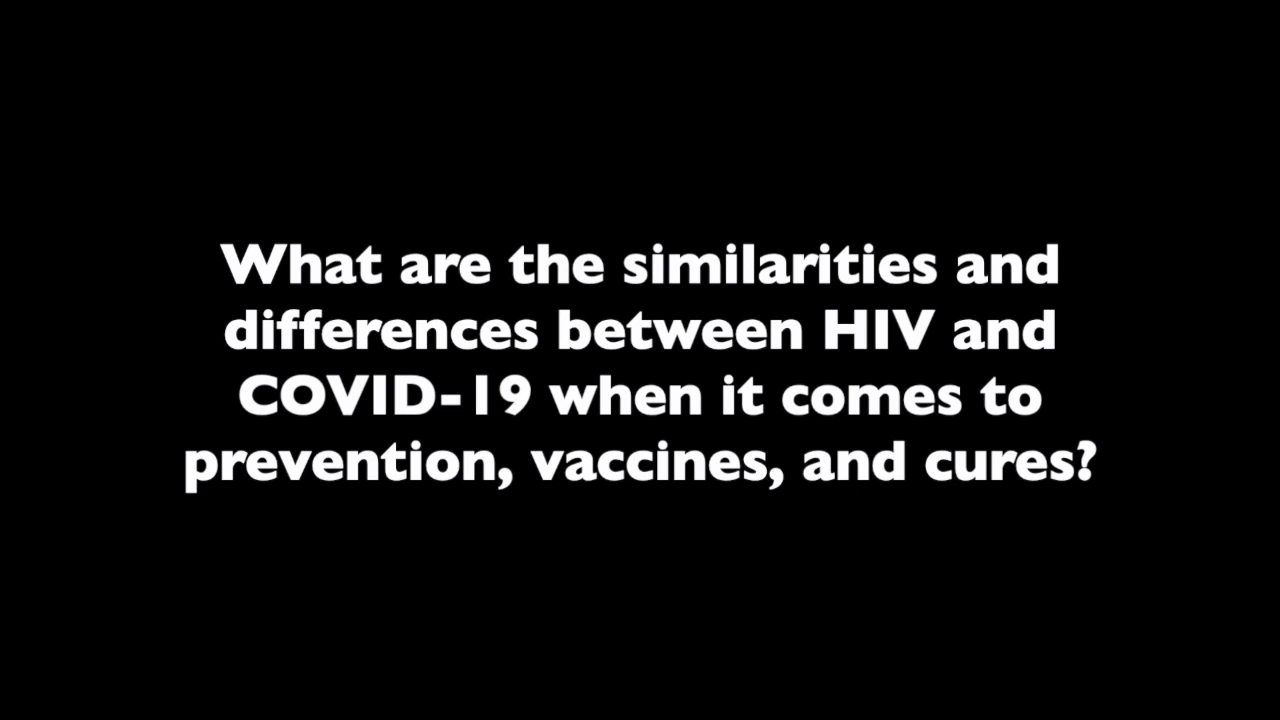 What are the similarities and
differences between HIV and
COVID-19 when it comes to
prevention, vaccines, and cures?